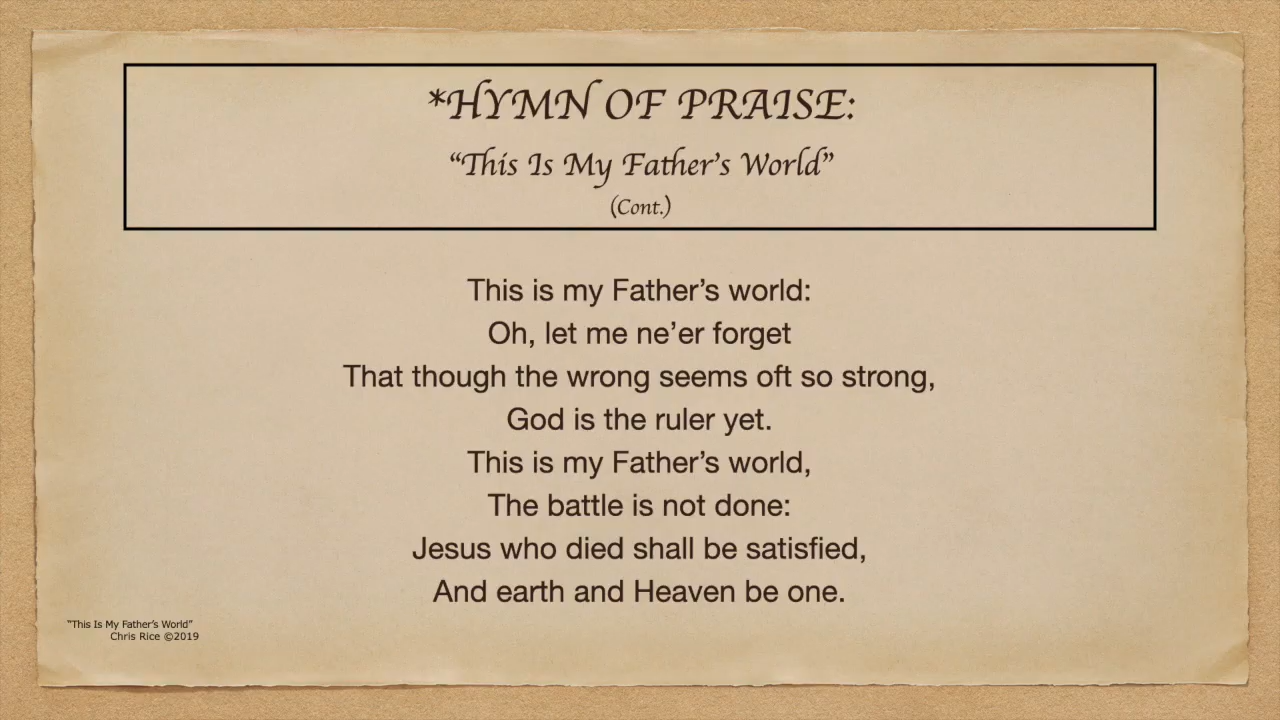 *HYMN OF PRAISE:
“This Is My Father’s World”
(Cont.)
This is my Father’s world:
Oh, let me ne’er forget
That though the wrong seems oft so strong,
God is the ruler yet.
This is my Father’s world,
The battle is not done:
Jesus who died shall be satisfied,
And earth and Heaven be one.
“This Is My Father’s World”
Chris Rice ©2019